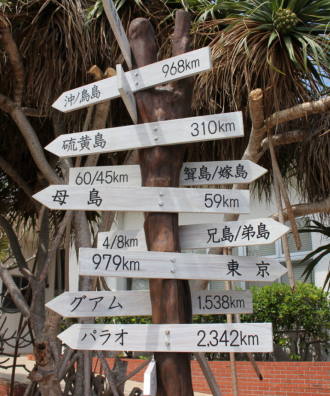 沖ノ鳥島 968km
硫黄島 310km
60/45km 聟島/嫁島
母島 59km
4/8km 兄島/弟島
979km 東京
グアム 1,538km
パラオ 2,342km